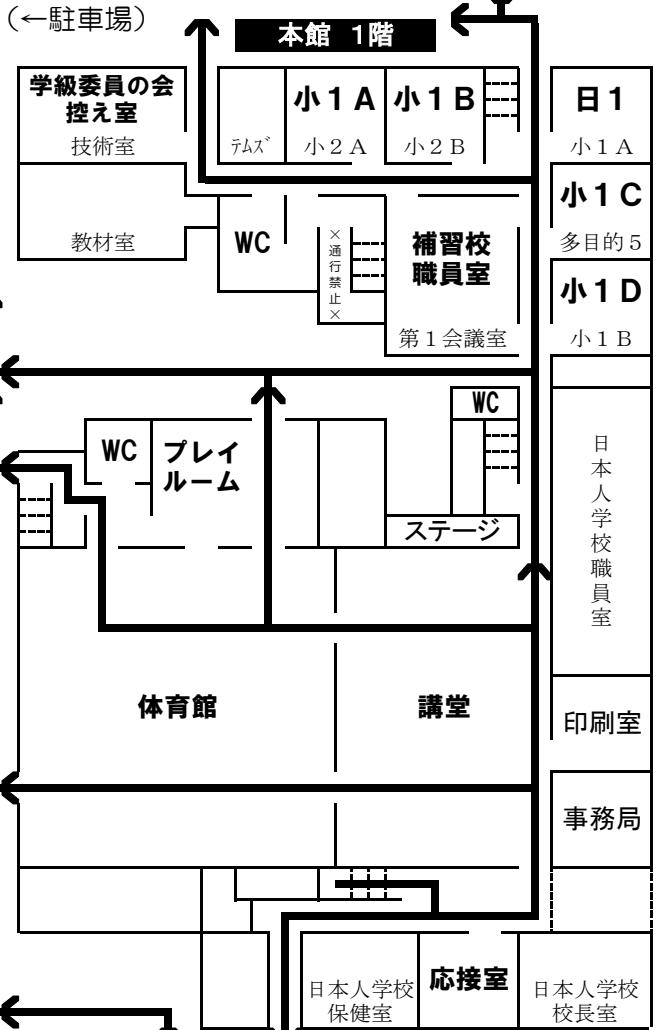 (←駐車場)
本館 1階
学級委員の会
控え室
技術室
テムズ
小1A
小2A
小1B
小2B
日1
小1A
小1C
多目的5
小1D
小1B
教材室
WC
×通行禁止×
補習校
職員室
第1会議室
WC
WC
プレイ
ルーム
ステージ
日本人学校職員室
体育館
講堂
印刷室
事務局
日本人学校
保健室
応接室
日本人学校
校長室